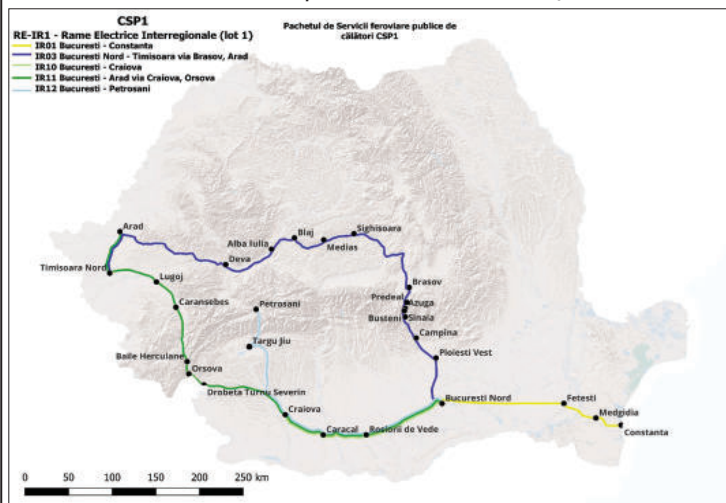 CSP1
RE-IR1 - Rame Electrice Interregionale (lot 1)
IR01 Bucuresti - Constanta
IR03 Bucuresti Nord - Timisoara via Brasov, Arad
IR10 Bucuresti - Craiova
IR11 Bucuresti - Arad via Craiova, Orsova
IR12 Bucuresti - Petrosani
Pachetul de Servicii feroviare publice de
călători CSP1
Arad
Timisoara Nord
Lugoj
Caransebes
Deva
Alba Iulia
Blaj
Medias
Sighisoara
Brasov
Predeal
Azuga
Busteni
Sinaia
Campina
Ploiesti Vest
Petrosani
Targu Jiu
Baile Herculane
Orsova
Drobeta Turnu Severin
Craiova
Caracal
Rosiorii de Vede
Bucuresti Nord
Fetesti
Medgidia
Constanta
0 50 100 150 200 250 km